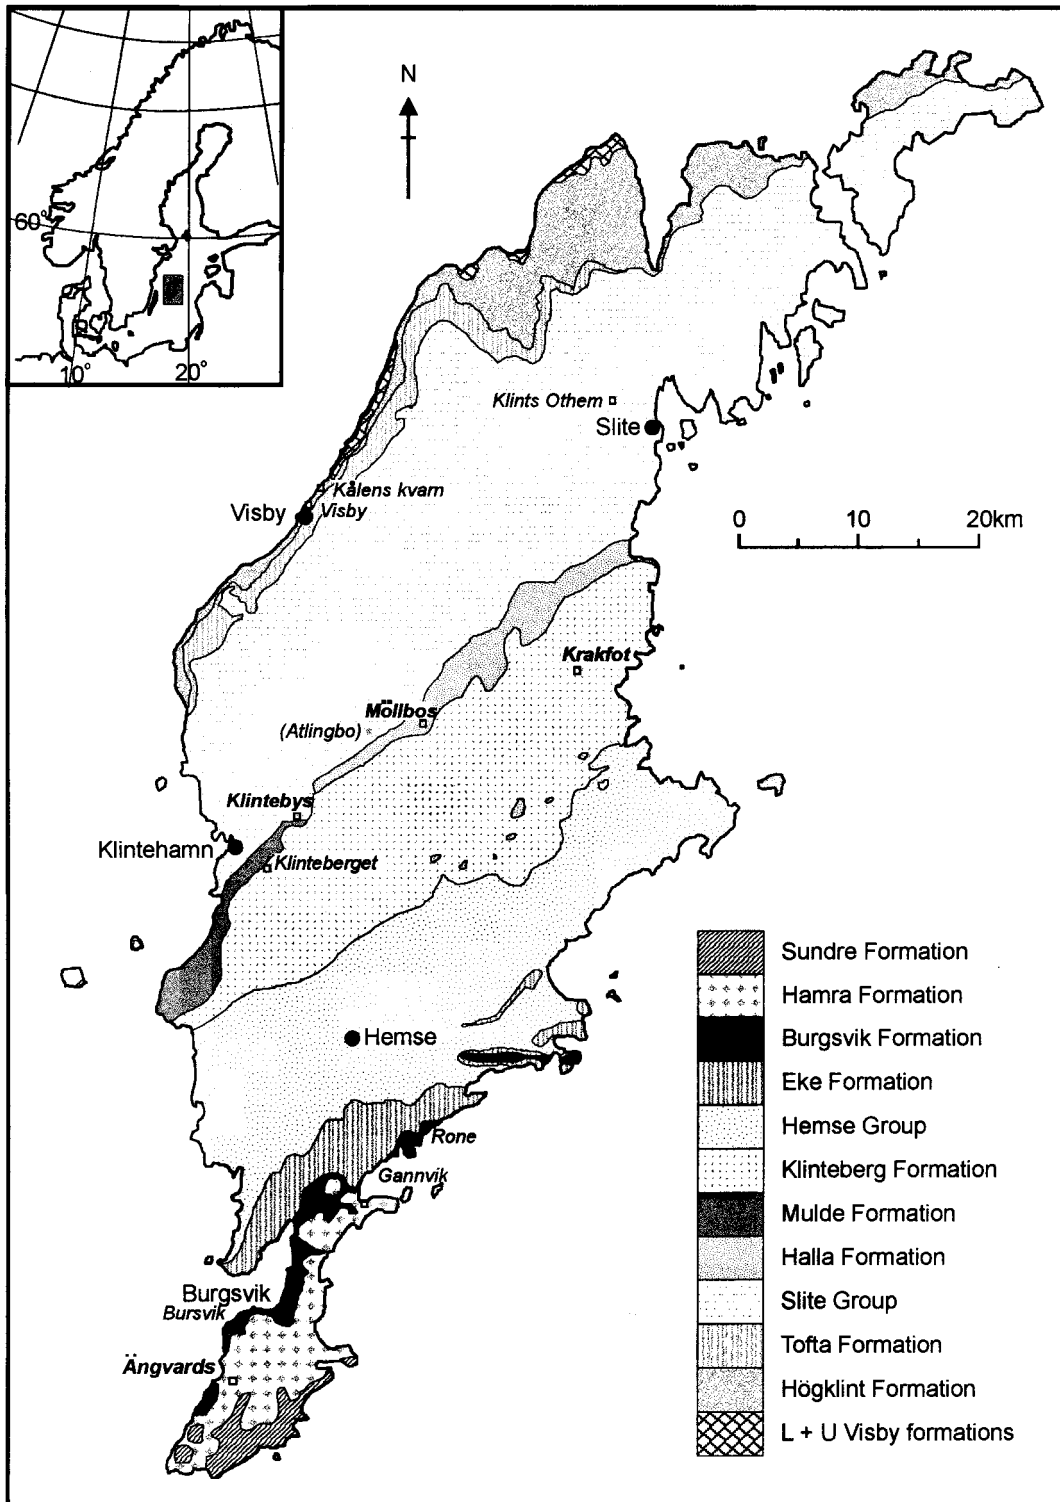 N
60°
10°
20°
Klints Othem
Slite
Kålens kvarn
Visby
Visby
0 10 20km
Krakfot
Möllbos
(Atlingbo)
Klintebys
Klintehamn
Klinteberget
Hemse
Rone
Gannvik
Burgsvik
Bursvik
Ängvards
Sundre Formation
Hamra Formation
Burgsvik Formation
Eke Formation
Hemse Group
Klinteberg Formation
Mulde Formation
Halla Formation
Slite Group
Tofta Formation
Högklint Formation
L + U Visby formations